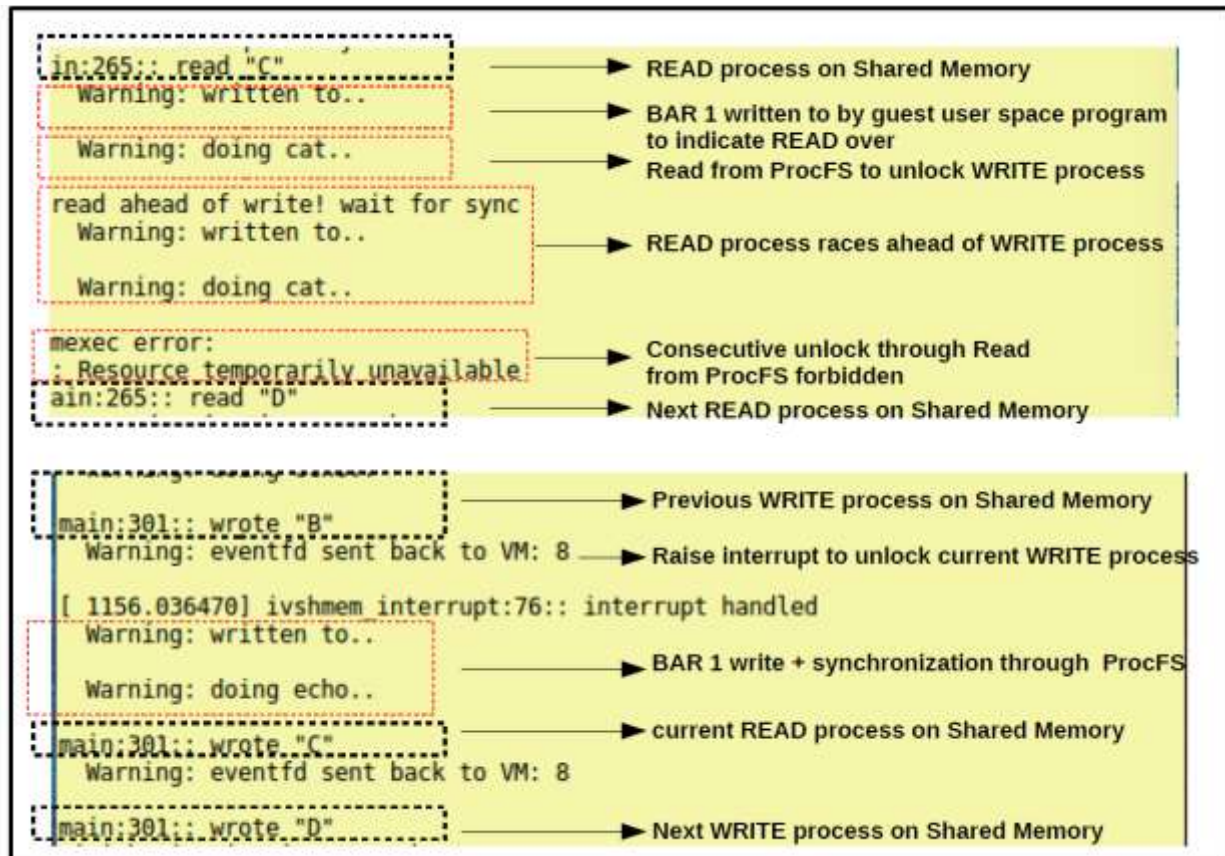 in:265:: read "C"
READ process on Shared Memory
Warning: written to..
BAR 1 written to by guest user space program
to indicate READ over
Warning: doing cat..
Read from ProcFS to unlock WRITE process
read ahead of write! wait for sync
Warning: written to..
READ process races ahead of WRITE process
Warning: doing cat..
mexec error:
: Resource temporarily unavailable
Consecutive unlock through Read
from ProcFS forbidden
ain:265:: read "D"
Next READ process on Shared Memory
Previous WRITE process on Shared Memory
main:301:: wrote "B"
Warning: eventfd sent back to VM: 8
Raise interrupt to unlock current WRITE process
[ 1156.036470] ivshmem_interrupt:76:: interrupt handled
Warning: written to..
BAR 1 write + synchronization through ProcFS
Warning: doing echo..
main:301:: wrote "C"
current READ process on Shared Memory
Warning: eventfd sent back to VM: 8
main:301:: wrote "D"
Next WRITE process on Shared Memory